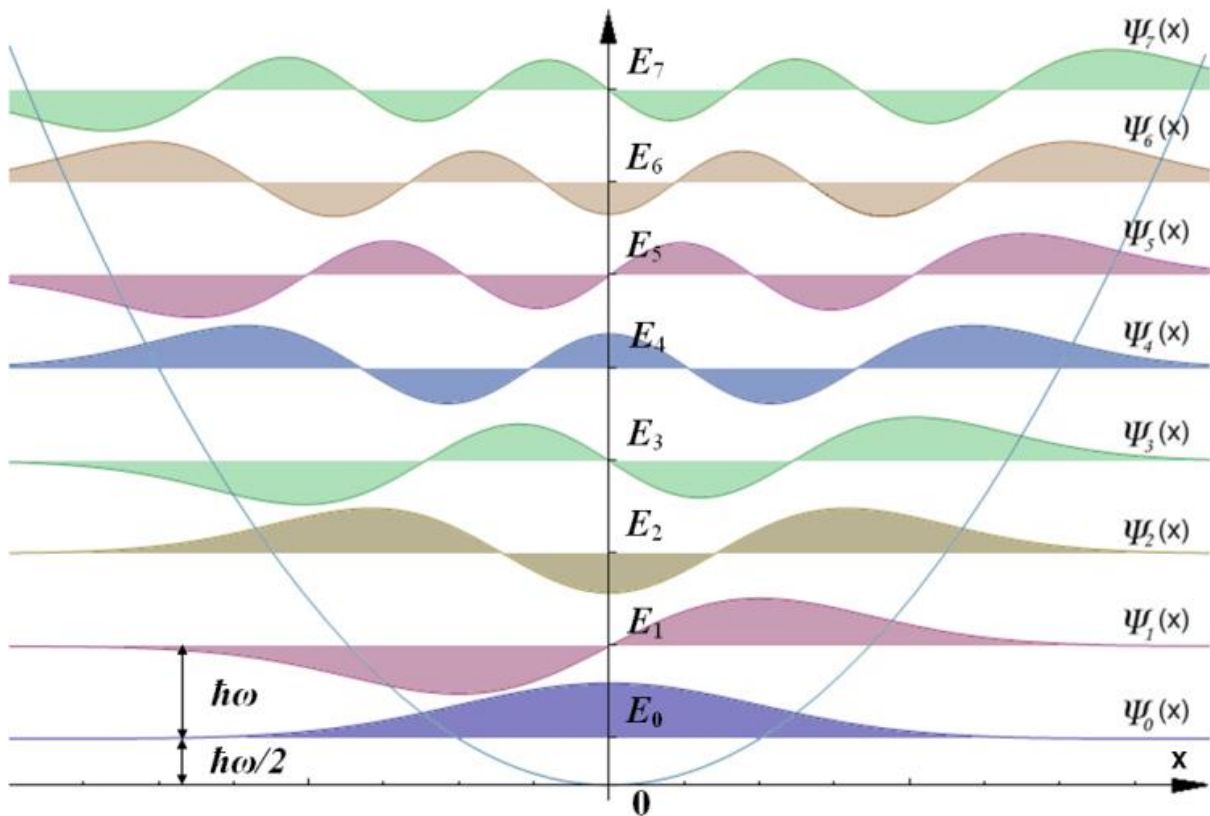 E₇ Ψ₇(x)
E₆ Ψ₆(x)
E₅ Ψ₅(x)
E₄ Ψ₄(x)
E₃ Ψ₃(x)
E₂ Ψ₂(x)
E₁ Ψ₁(x)
ħω
E₀ Ψ₀(x)
ħω/2
x
0